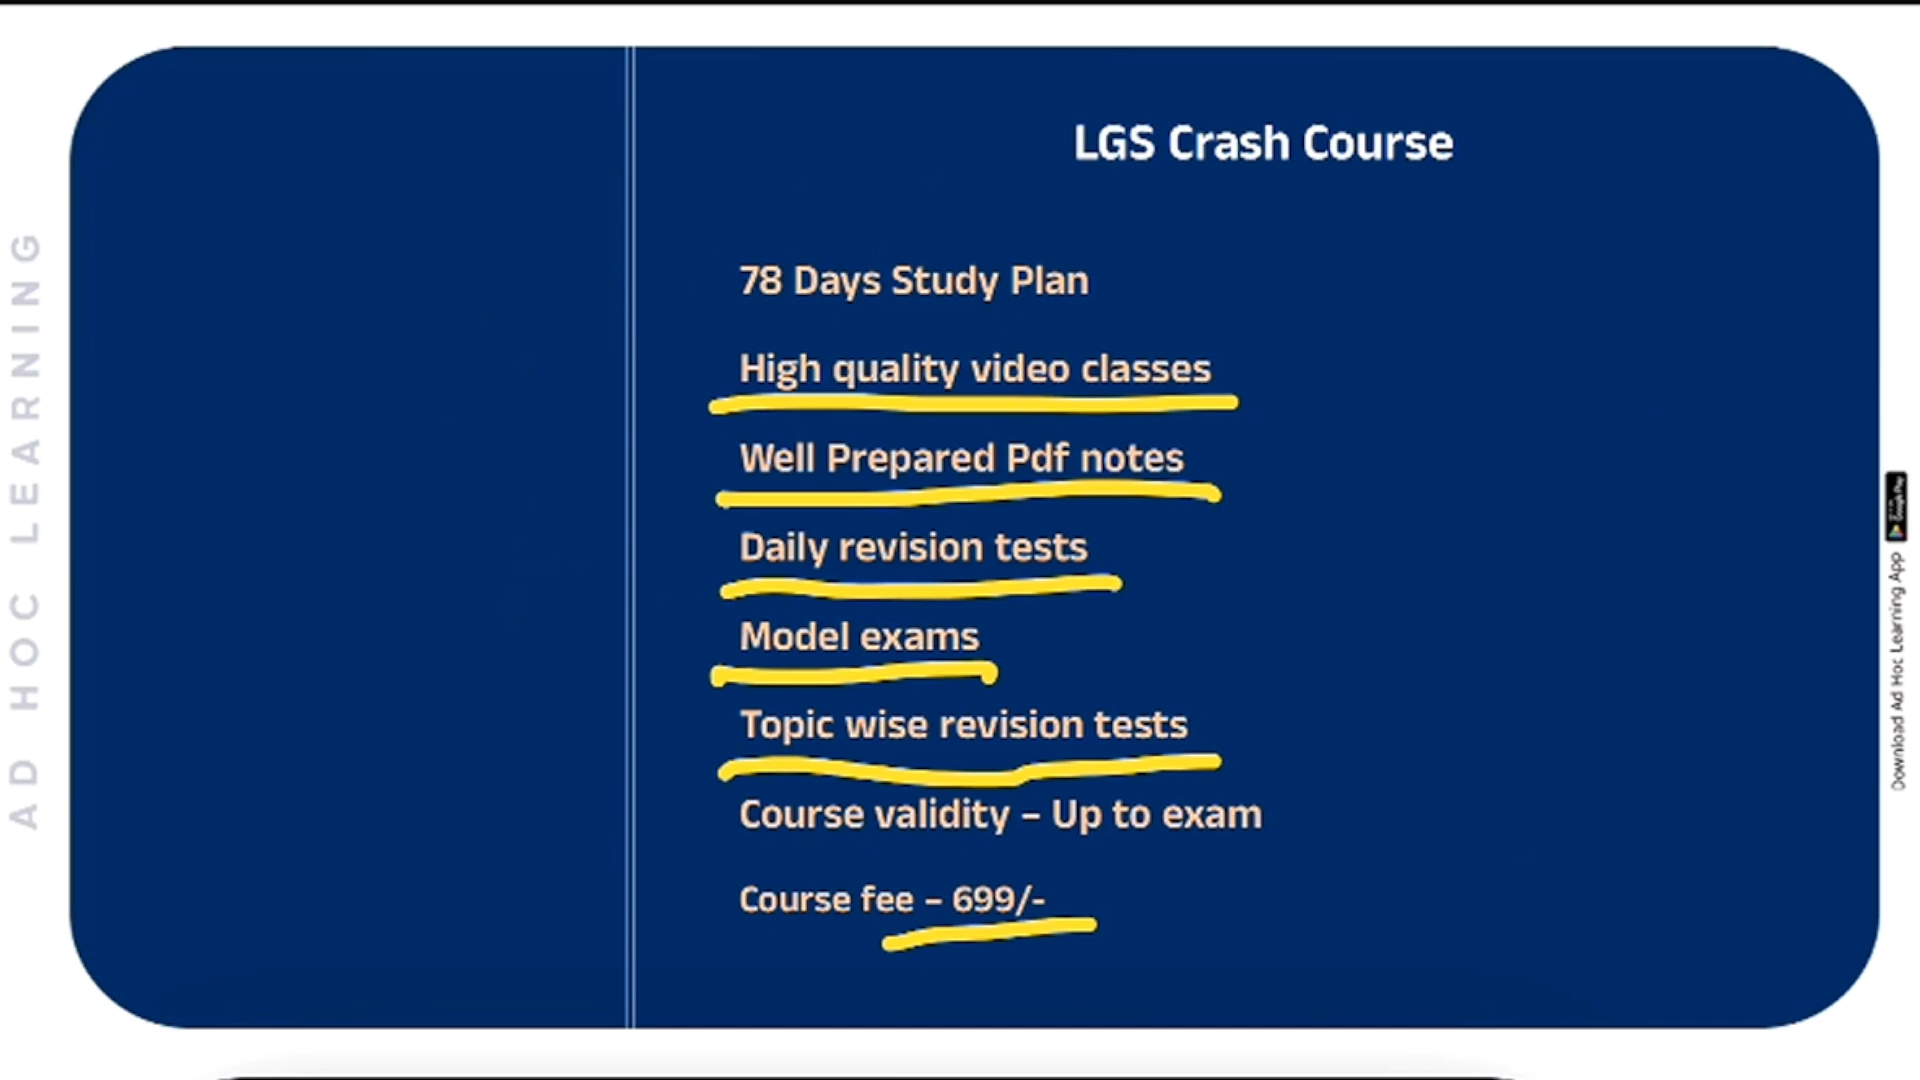 LGS Crash Course
78 Days Study Plan
High quality video classes
Well Prepared Pdf notes
Daily revision tests
Model exams
Topic wise revision tests
Course validity – Up to exam
Course fee – 699/-
AD HOC LEARNING
Download Ad Hoc Learning App
Google Play